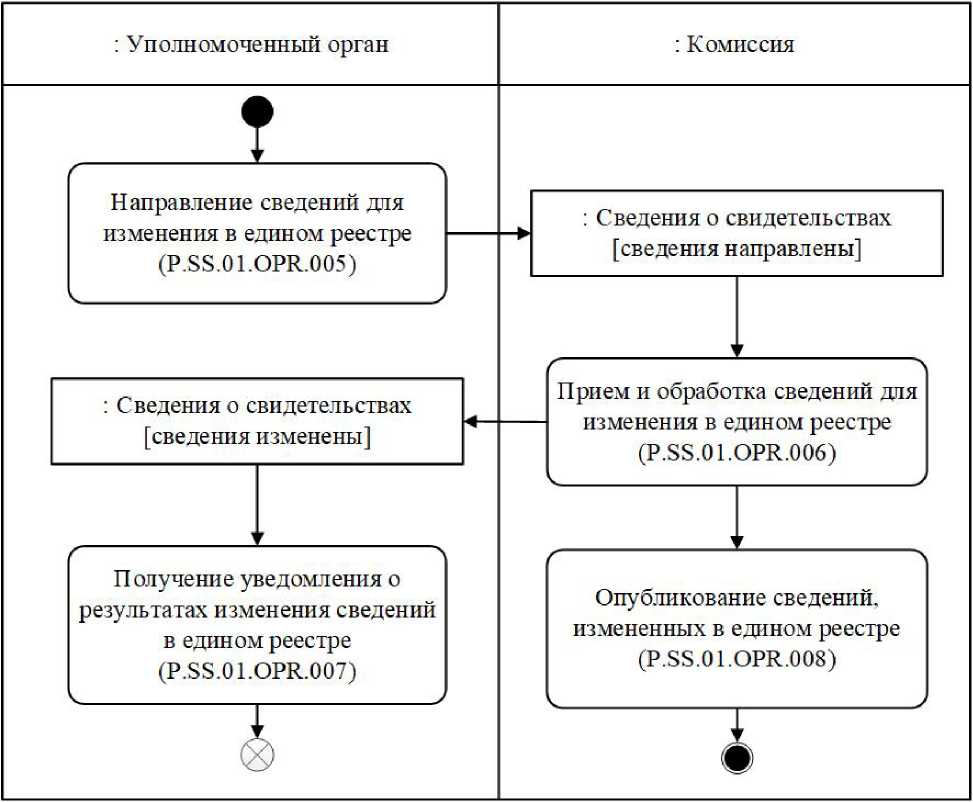 : Уполномоченный орган
: Комиссия
Направление сведений для
изменения в едином реестре
(P.SS.01.OPR.005)
: Сведения о свидетельствах
[сведения направлены]
Прием и обработка сведений для
изменения в едином реестре
(P.SS.01.OPR.006)
: Сведения о свидетельствах
[сведения изменены]
Получение уведомления о
результатах изменения сведений
в едином реестре
(P.SS.01.OPR.007)
Опубликование сведений,
измененных в едином реестре
(P.SS.01.OPR.008)